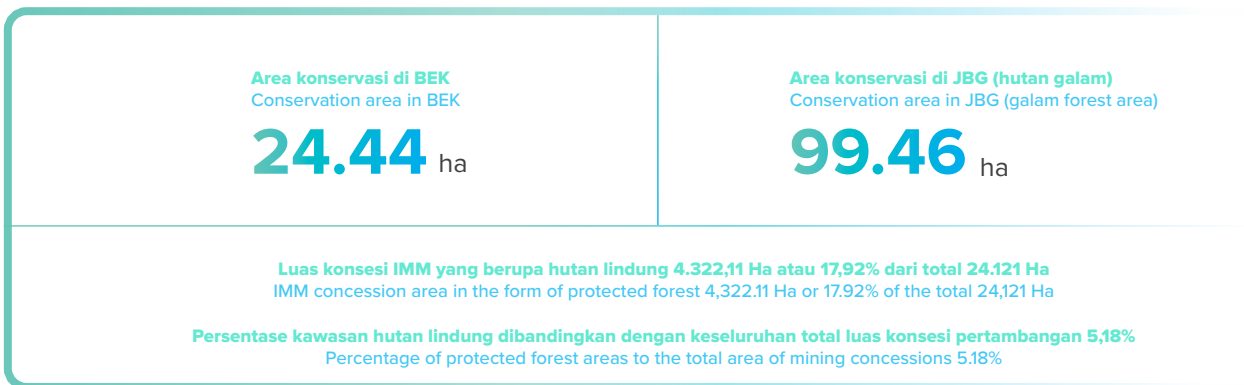 Area konservasi di BEK
Conservation area in BEK
24.44 ha
Area konservasi di JBG (hutan galam)
Conservation area in JBG (galam forest area)
99.46 ha
Luas konsesi IMM yang berupa hutan lindung 4.322,11 Ha atau 17,92% dari total 24.121 Ha
IMM concession area in the form of protected forest 4,322.11 Ha or 17.92% of the total 24,121 Ha
Persentase kawasan hutan lindung dibandingkan dengan keseluruhan total luas konsesi pertambangan 5,18%
Percentage of protected forest areas to the total area of mining concessions 5.18%